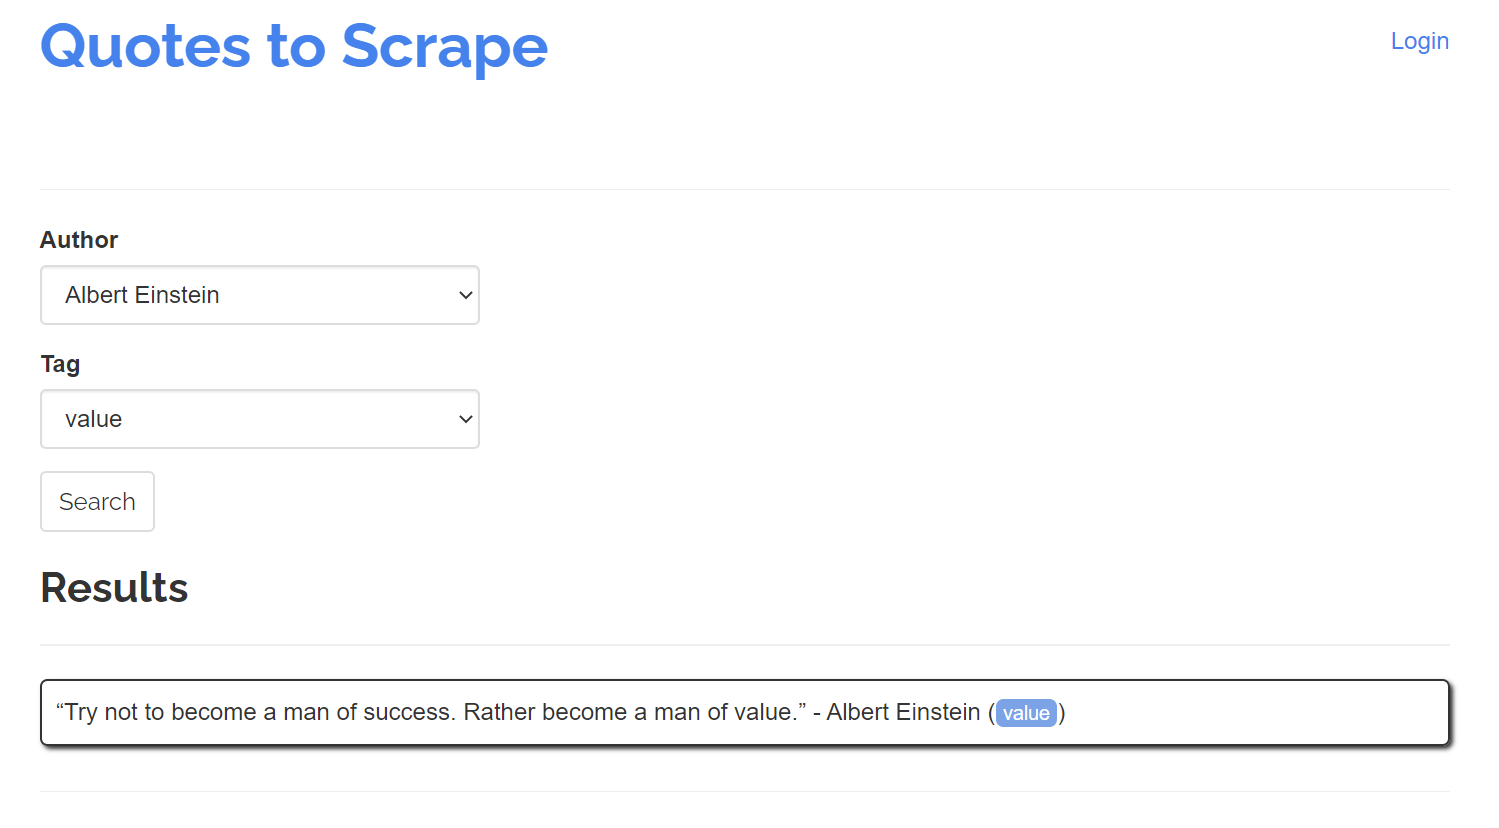 Quotes to Scrape
Login
Author
Albert Einstein
Tag
value
Search
Results
“Try not to become a man of success. Rather become a man of value.” - Albert Einstein (value)